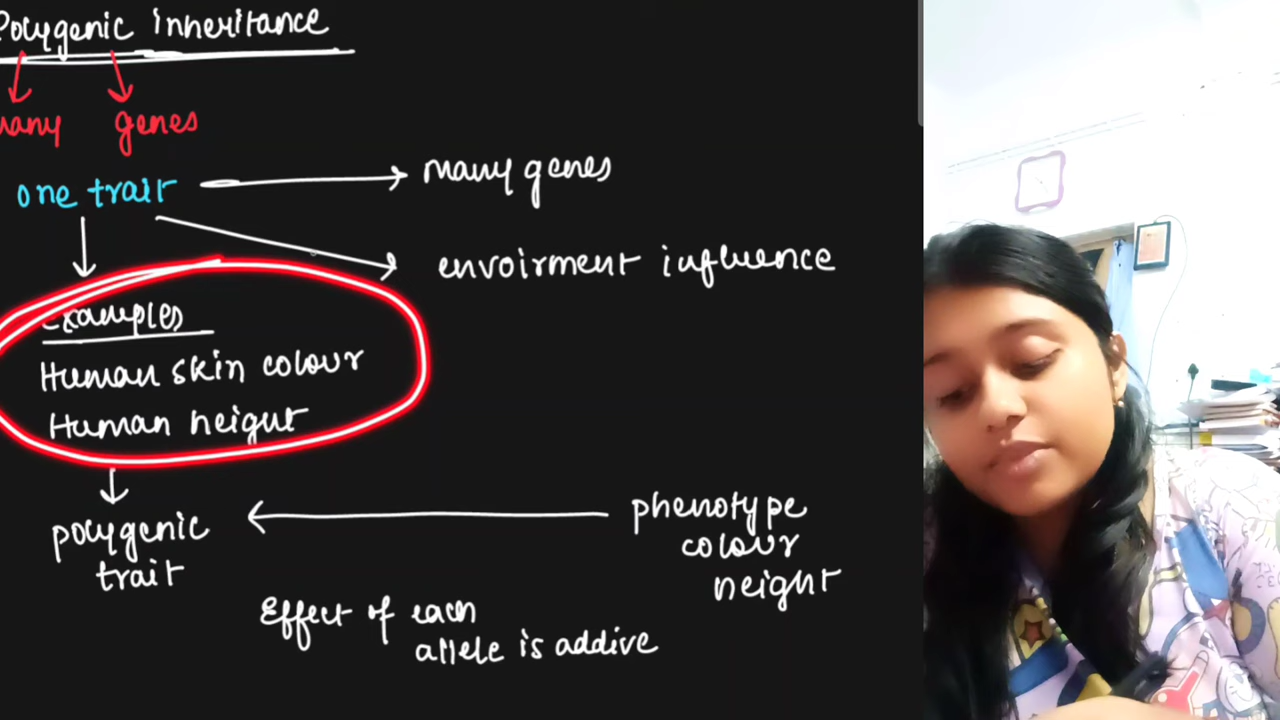 Polygenic inheritance
many genes
one trait
many genes
envoirment influence
Examples
Human skin colour
Human height
polygenic
trait
phenotype
colour
height
Effect of each
allele is addive